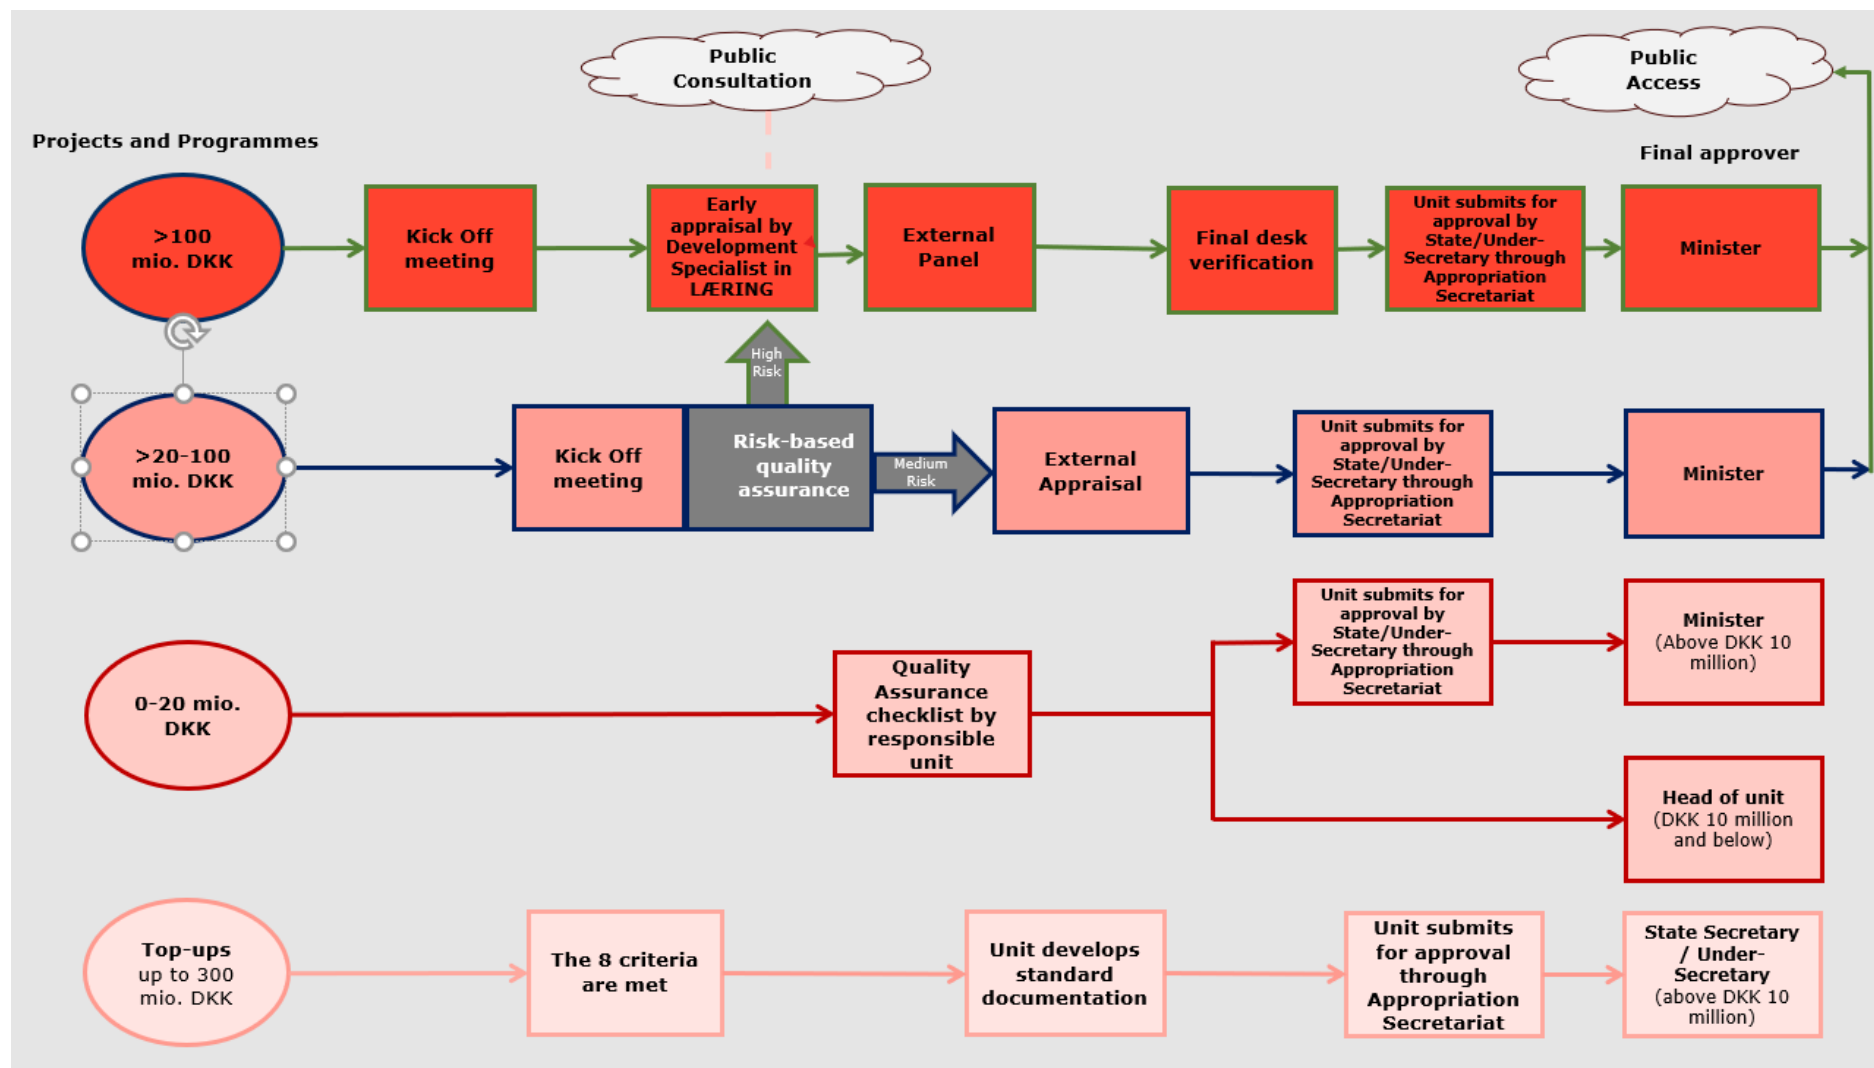 Public
Consultation
Public
Access
Projects and Programmes
Final approver
>100
mio. DKK
Kick Off
meeting
Early
appraisal by
Development
Specialist in
LÆRING
External
Panel
Final desk
verification
Unit submits for
approval by
State/Under-
Secretary through
Appropriation
Secretariat
Minister
High
Risk
>20-100
mio. DKK
Kick Off
meeting
Risk-based
quality
assurance
Medium
Risk
External
Appraisal
Unit submits for
approval by
State/Under-
Secretary through
Appropriation
Secretariat
Minister
0-20 mio.
DKK
Quality
Assurance
checklist by
responsible
unit
Unit submits for
approval by
State/Under-
Secretary through
Appropriation
Secretariat
Minister
(Above DKK 10
million)
Head of unit
(DKK 10 million
and below)
Top-ups
up to 300
mio. DKK
The 8 criteria
are met
Unit develops
standard
documentation
Unit submits
for approval
through
Appropriation
Secretariat
State Secretary
/ Under-
Secretary
(above DKK 10
million)